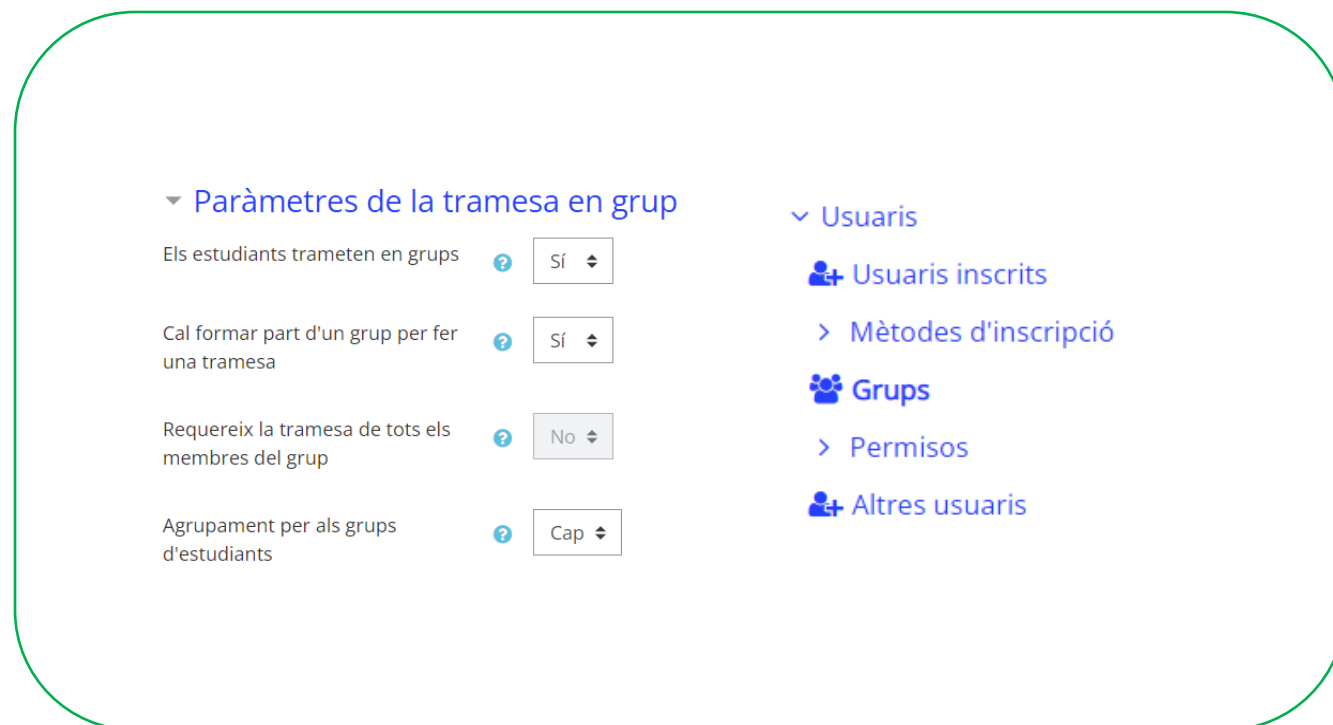 Paràmetres de la tramesa en grup
Els estudiants trameten en grups
Sí
Cal formar part d'un grup per fer
una tramesa
Sí
Requereix la tramesa de tots els
membres del grup
No
Agrupament per als grups
d'estudiants
Cap
Usuaris
Usuaris inscrits
Mètodes d'inscripció
Grups
Permisos
Altres usuaris